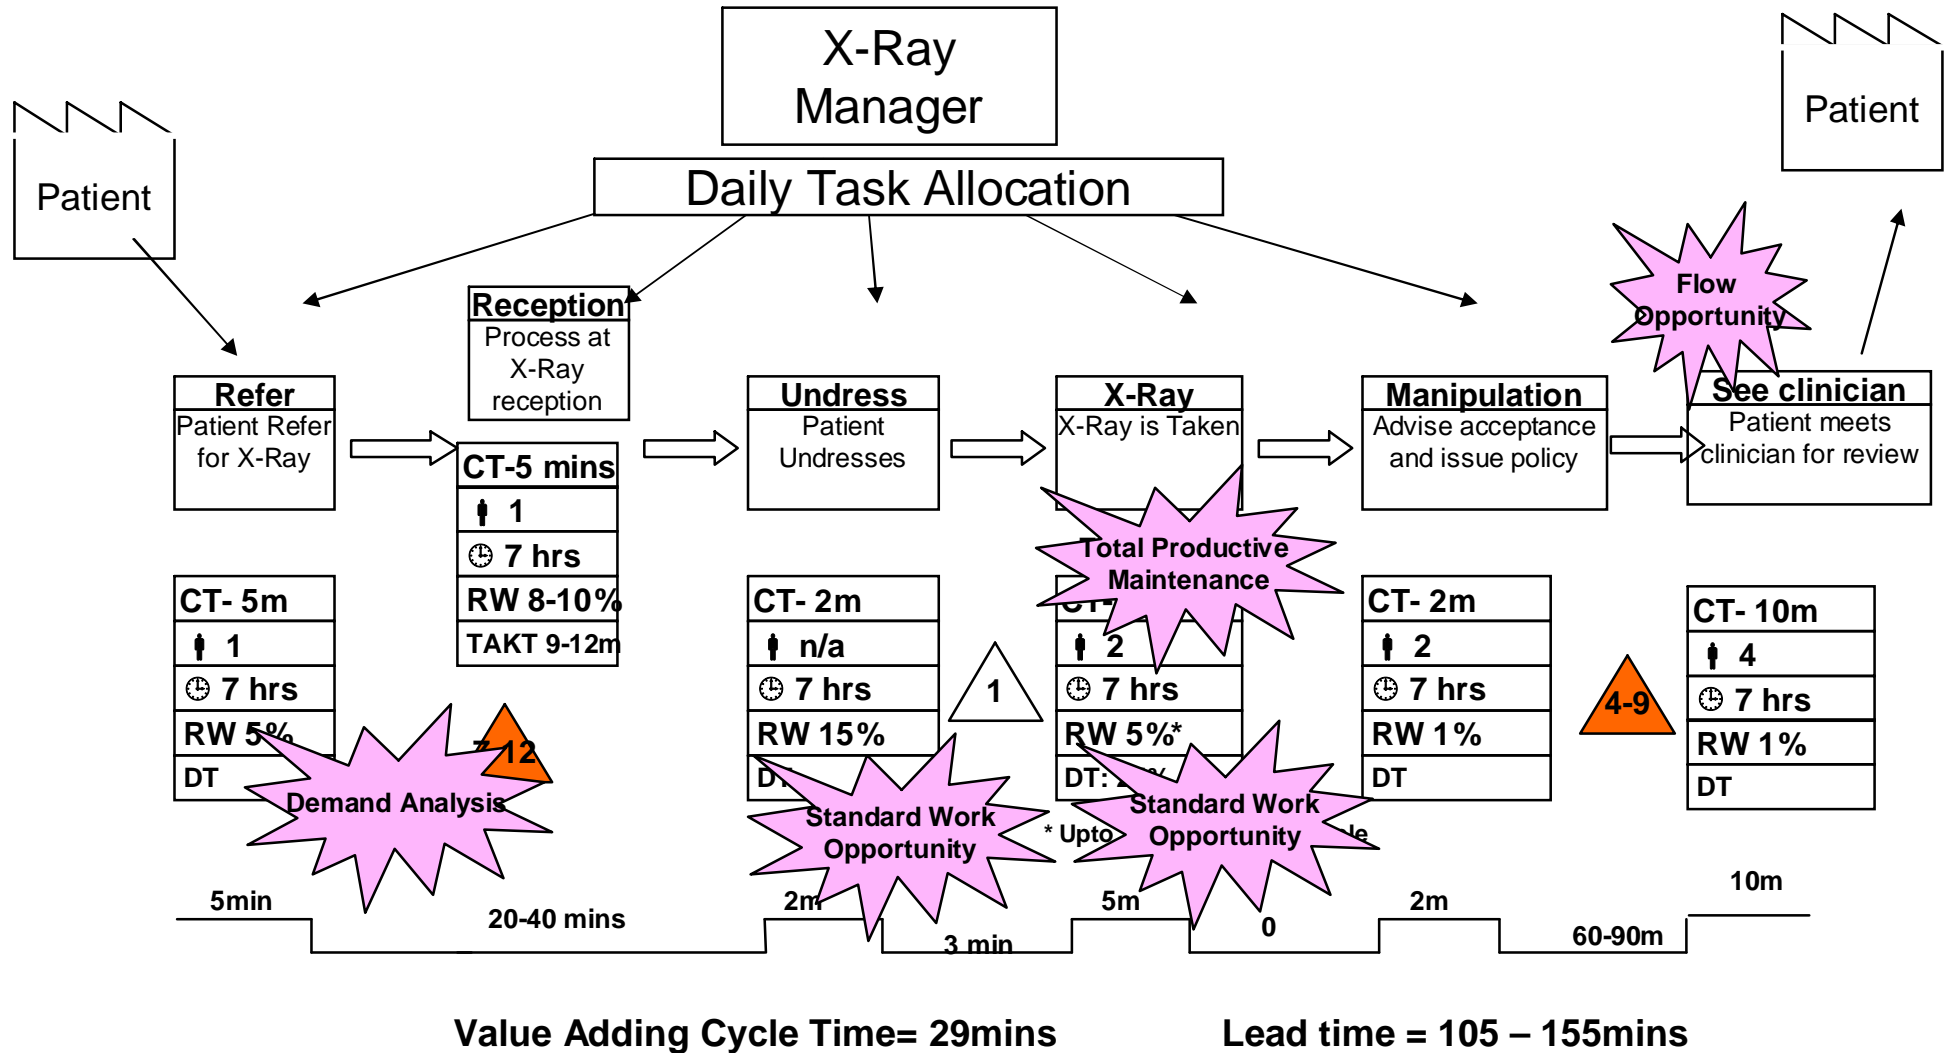 X-Ray
Manager
Daily Task Allocation
Patient
Patient
Flow
Opportunity
Refer
Patient Refer
for X-Ray
Reception
Process at
X-Ray
reception
Undress
Patient
Undresses
X-Ray
X-Ray is Taken
Manipulation
Advise acceptance
and issue policy
See clinician
Patient meets
clinician for review
CT-5 mins
1
7 hrs
RW 8-10%
TAKT 9-12m
Total Productive
Maintenance
CT- 5m
1
7 hrs
RW 5%
DT
CT- 2m
n/a
7 hrs
RW 15%
1
2
7 hrs
RW 5%*
DT:
CT- 2m
2
7 hrs
RW 1%
DT
4-9
CT- 10m
4
7 hrs
RW 1%
DT
Demand Analysis
Standard Work
Opportunity
Standard Work
Opportunity
* Upto
5min
20-40 mins
2m
3 min
5m
0
2m
60-90m
10m
Value Adding Cycle Time= 29mins
Lead time = 105 – 155mins